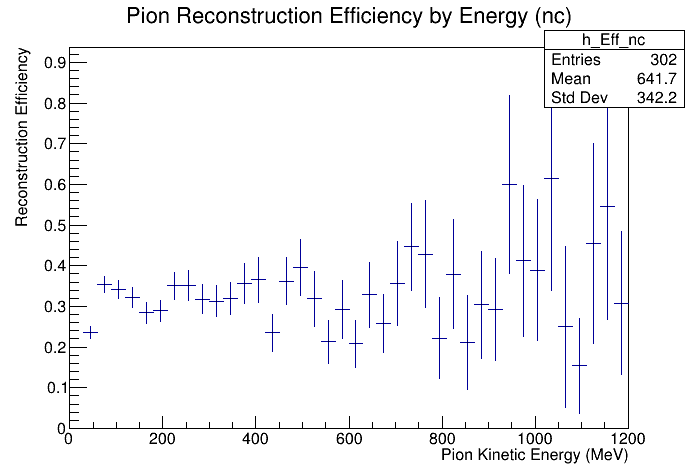 Pion Reconstruction Efficiency by Energy (nc)
h_Eff_nc
Entries 302
Mean 641.7
Std Dev 342.2
Reconstruction Efficiency
0.9
0.8
0.7
0.6
0.5
0.4
0.3
0.2
0.1
0
0 200 400 600 800 1000 1200
Pion Kinetic Energy (MeV)